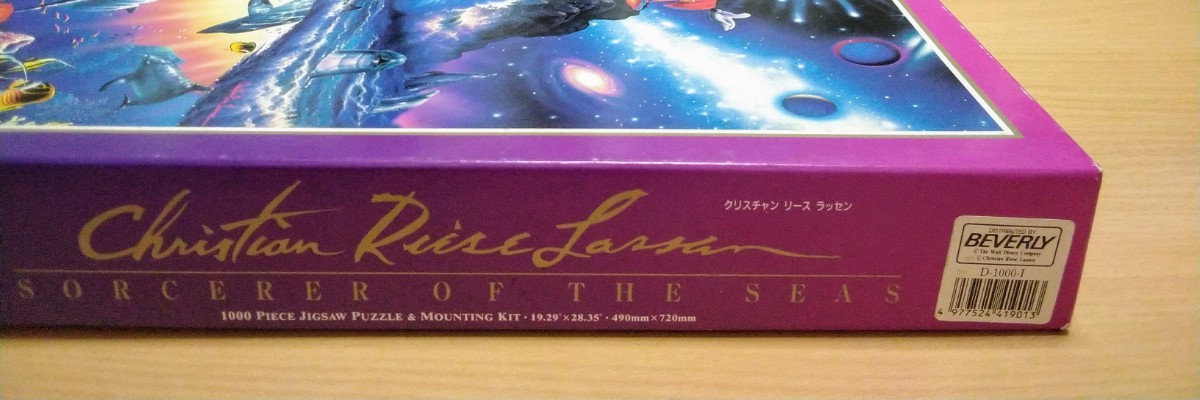 Christian Riese Lassen
クリスチャン リース ラッセン
SORCERER OF THE SEAS
1000 PIECE JIGSAW PUZZLE & MOUNTING KIT · 19.29"×28.35" · 490mm×720mm
DISTRIBUTED BY
BEVERLY
© The Walt Disney Company
© Christian Riese Lassen
D-1000-1
4 977524 419013